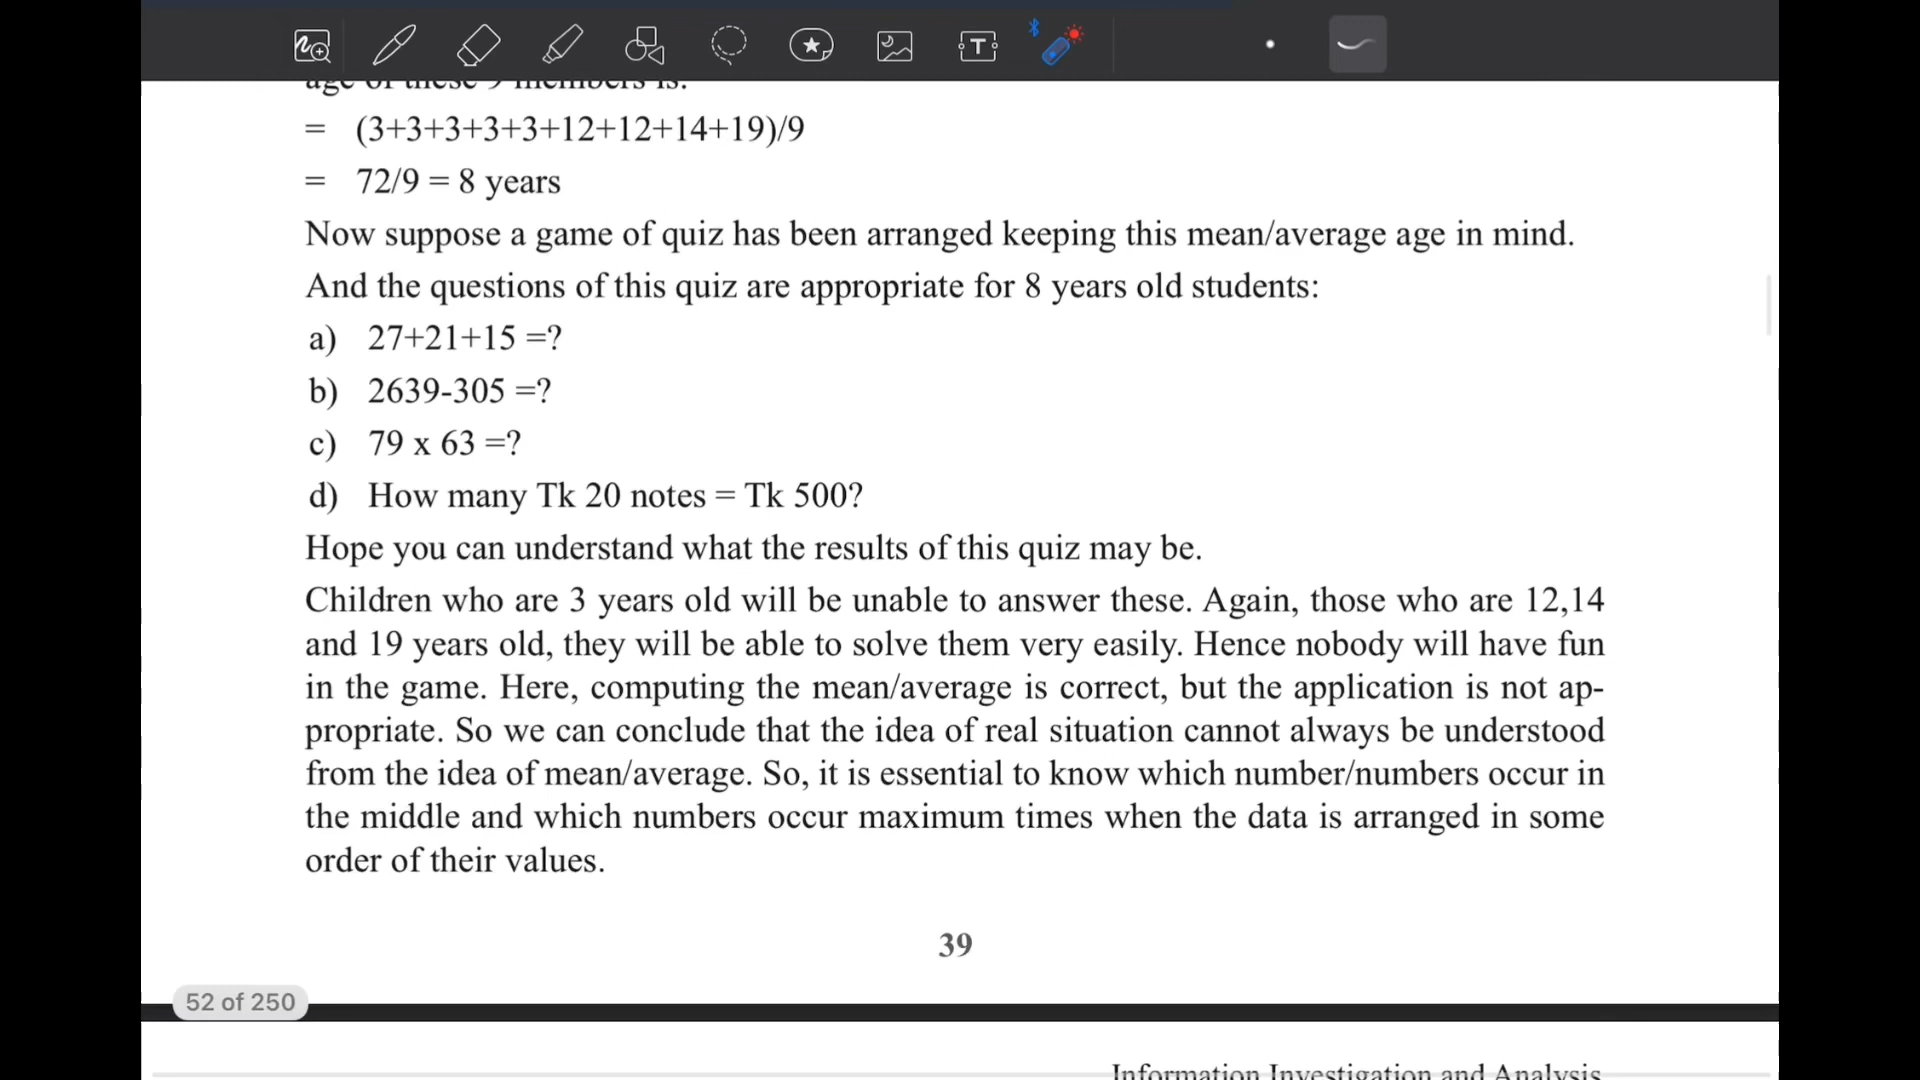 age of these 9 members is:
= (3+3+3+3+3+12+12+14+19)/9
= 72/9 = 8 years
Now suppose a game of quiz has been arranged keeping this mean/average age in mind.
And the questions of this quiz are appropriate for 8 years old students:
a) 27+21+15 =?
b) 2639-305 =?
c) 79 x 63 =?
d) How many Tk 20 notes = Tk 500?
Hope you can understand what the results of this quiz may be.
Children who are 3 years old will be unable to answer these. Again, those who are 12,14
and 19 years old, they will be able to solve them very easily. Hence nobody will have fun
in the game. Here, computing the mean/average is correct, but the application is not ap-
propriate. So we can conclude that the idea of real situation cannot always be understood
from the idea of mean/average. So, it is essential to know which number/numbers occur in
the middle and which numbers occur maximum times when the data is arranged in some
order of their values.
39
52 of 250
Information Investigation and Analysis